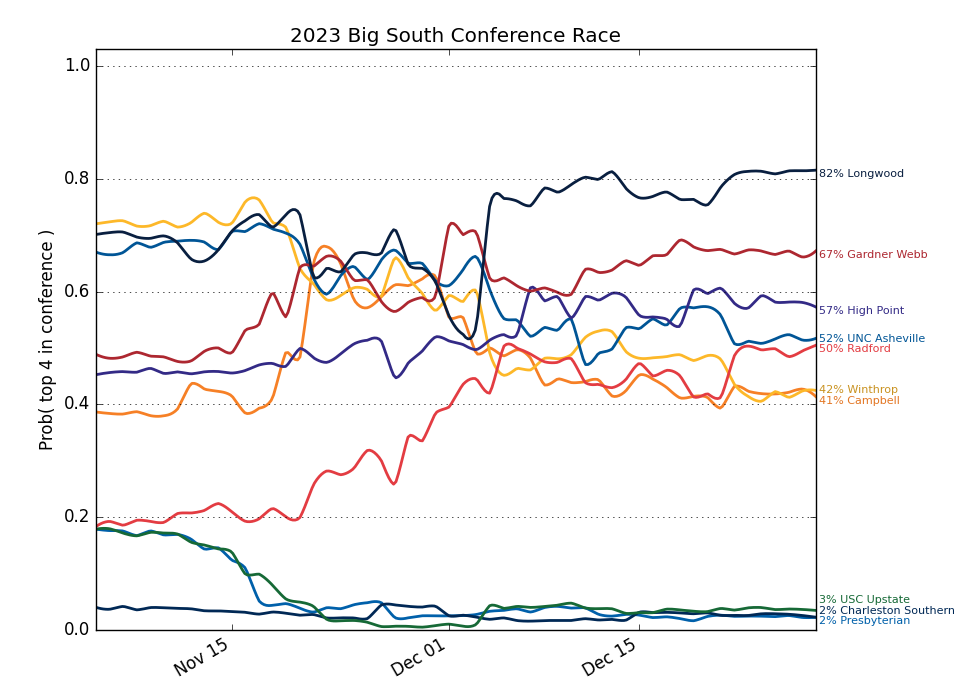 2023 Big South Conference Race
Prob( top 4 in conference )
1.0
0.8
0.6
0.4
0.2
0.0
Nov 15
Dec 01
Dec 15
82% Longwood
67% Gardner Webb
57% High Point
52% UNC Asheville
50% Radford
42% Winthrop
41% Campbell
3% USC Upstate
2% Charleston Southern
2% Presbyterian